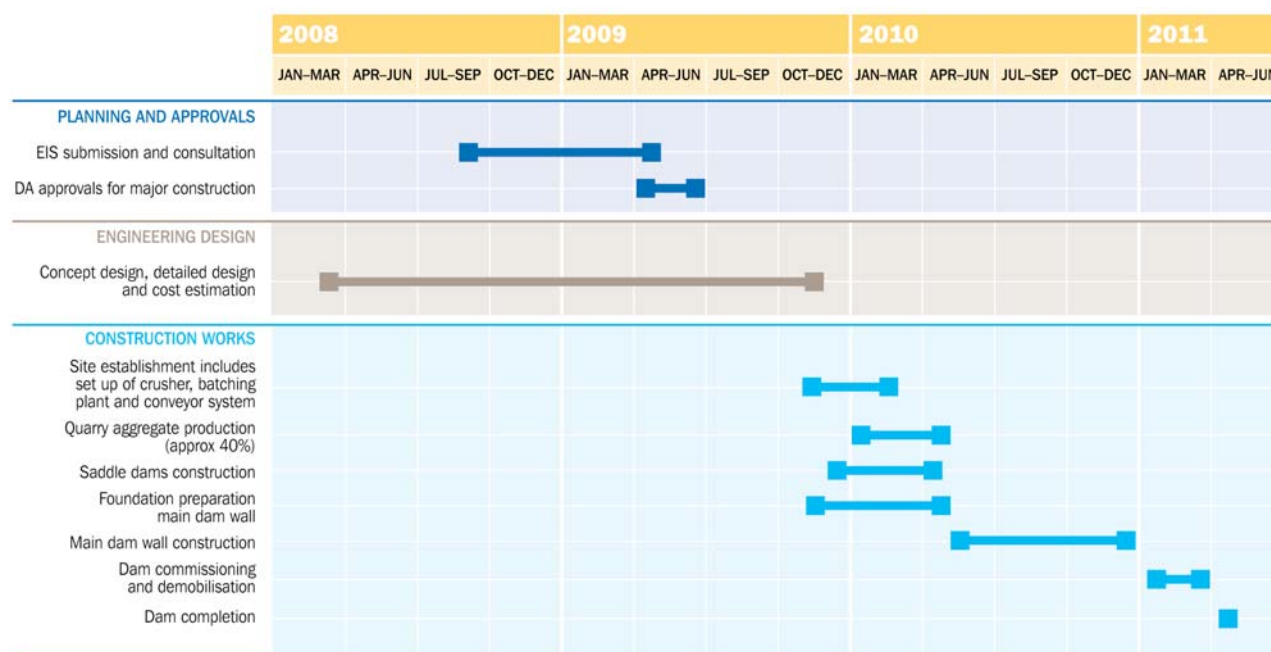 2008 2009 2010 2011
JAN–MAR APR–JUN JUL–SEP OCT–DEC JAN–MAR APR–JUN JUL–SEP OCT–DEC JAN–MAR APR–JUN JUL–SEP OCT–DEC JAN–MAR APR–JUN
PLANNING AND APPROVALS
EIS submission and consultation
DA approvals for major construction
ENGINEERING DESIGN
Concept design, detailed design
and cost estimation
CONSTRUCTION WORKS
Site establishment includes
set up of crusher, batching
plant and conveyor system
Quarry aggregate production
(approx 40%)
Saddle dams construction
Foundation preparation
main dam wall
Main dam wall construction
Dam commissioning
and demobilisation
Dam completion